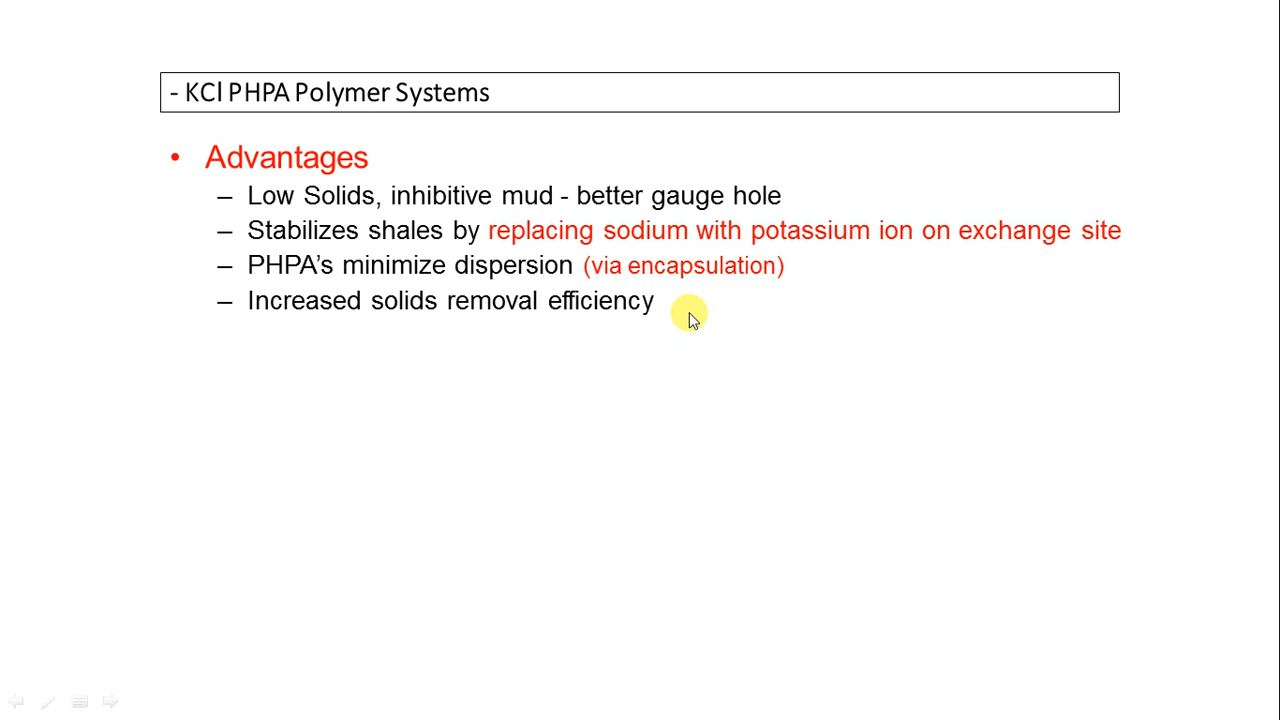 - KCl PHPA Polymer Systems
• Advantages
– Low Solids, inhibitive mud - better gauge hole
– Stabilizes shales by replacing sodium with potassium ion on exchange site
– PHPA's minimize dispersion (via encapsulation)
– Increased solids removal efficiency